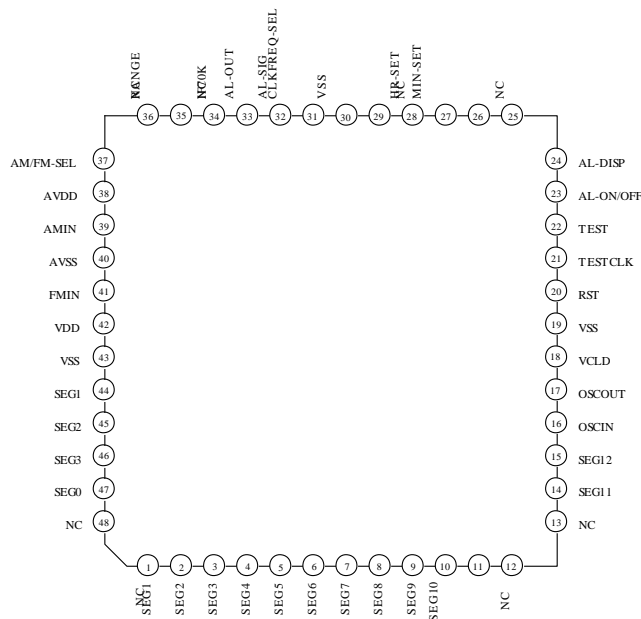 RANGE
AL-OUT
AL-SIG
CLKFREQ-SEL
VSS
HR-SET
NC
MIN-SET
NC
36 35 34 33 32 31 30 29 28 27 26 25
AM/FM-SEL 37
AVDD 38
AMIN 39
AVSS 40
FMIN 41
VDD 42
VSS 43
SEG1 44
SEG2 45
SEG3 46
SEG0 47
NC 48
24 AL-DISP
23 AL-ON/OFF
22 TEST
21 TESTCLK
20 RST
19 VSS
18 VCLD
17 OSCOUT
16 OSCIN
15 SEG12
14 SEG11
13 NC
1 2 3 4 5 6 7 8 9 10 11 12
NC
SEG1
SEG2
SEG3
SEG4
SEG5
SEG6
SEG7
SEG8
SEG9
SEG10
NC